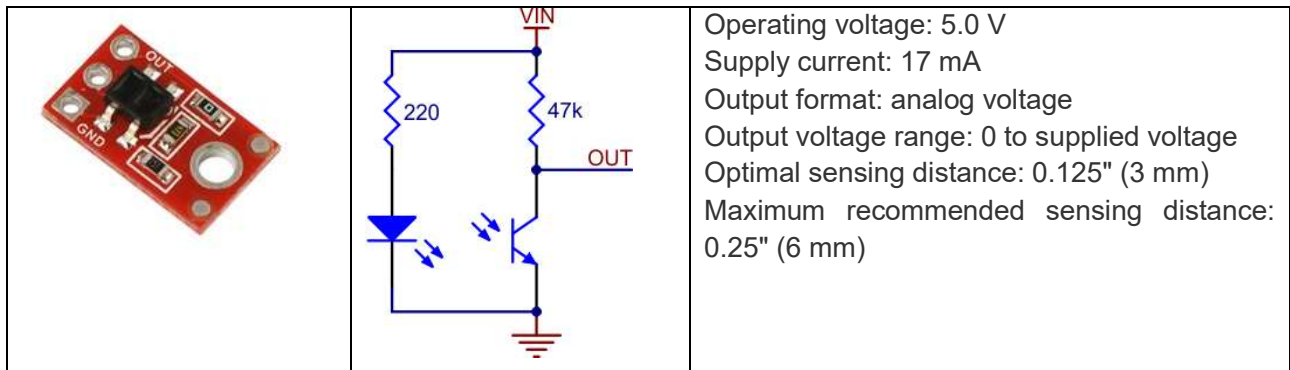 OUT
GND
VIN
220
47k
OUT
Operating voltage: 5.0 V
Supply current: 17 mA
Output format: analog voltage
Output voltage range: 0 to supplied voltage
Optimal sensing distance: 0.125" (3 mm)
Maximum recommended sensing distance:
0.25" (6 mm)